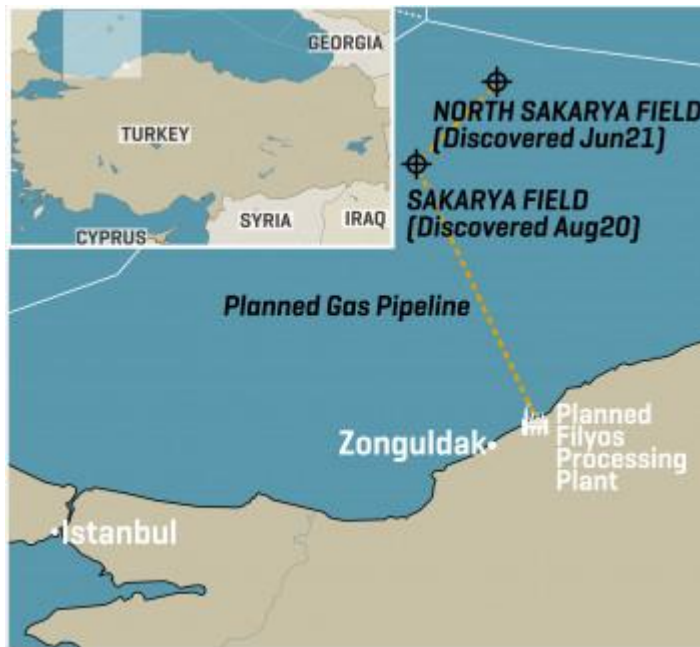 GEORGIA
TURKEY
SYRIA
IRAQ
CYPRUS
NORTH SAKARYA FIELD
(Discovered Jun21)
SAKARYA FIELD
(Discovered Aug20)
Planned Gas Pipeline
Zonguldak
Planned
Filyos
Processing
Plant
Istanbul